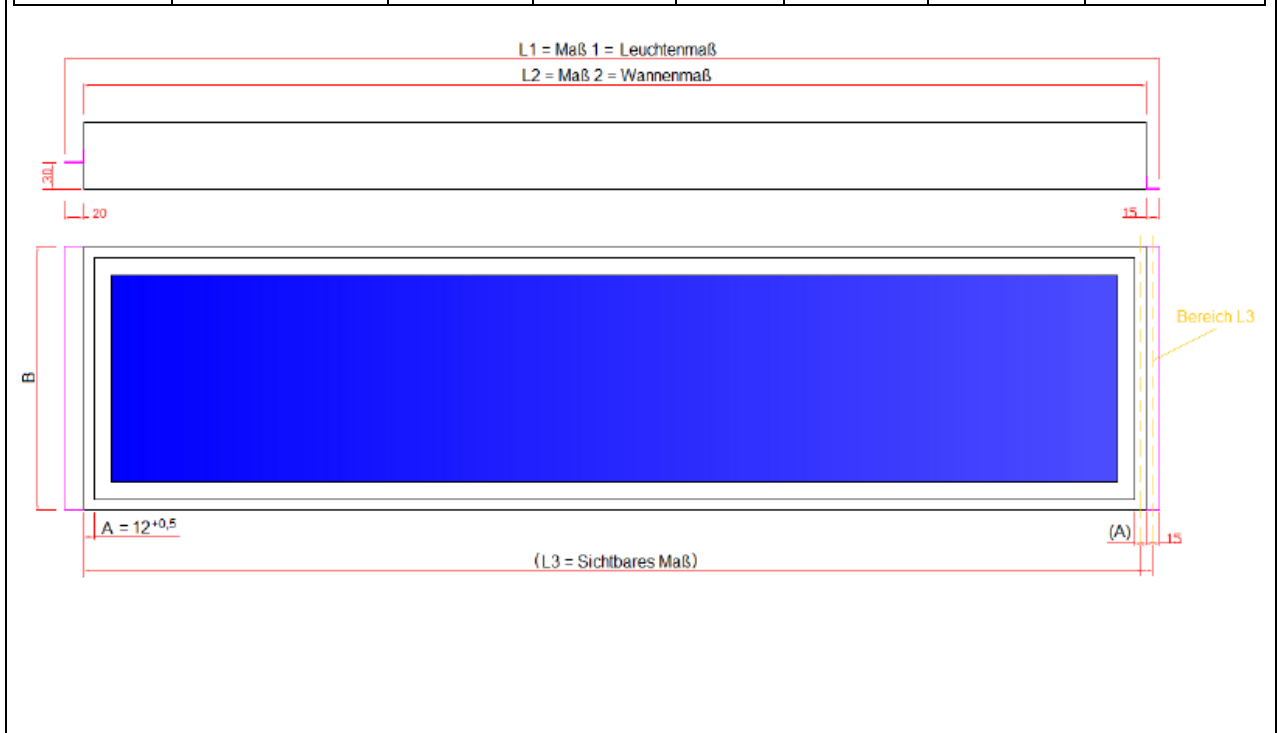 L1 = Maß 1 = Leuchtenmaß
L2 = Maß 2 = Wannenmaß
30
20
15
Bereich L3
B
A = 12+0,5
(A)
15
(L3 = Sichtbares Maß)